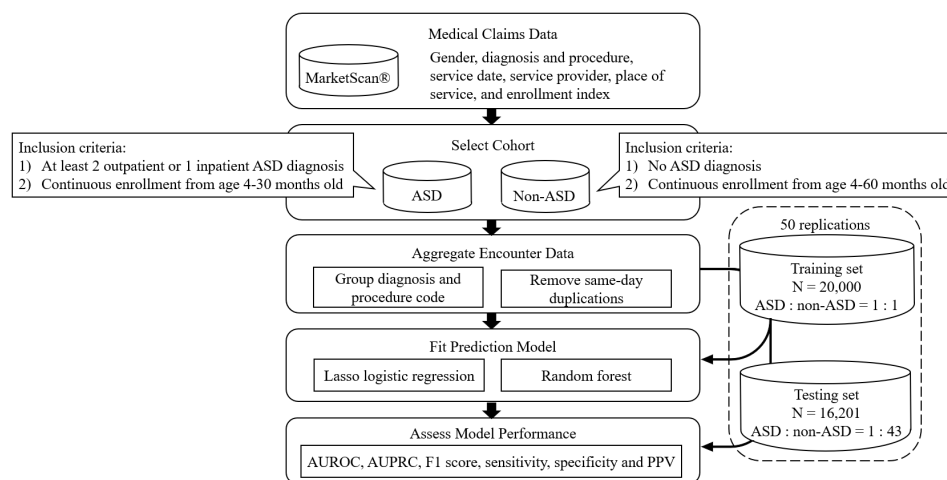 Medical Claims Data
MarketScan®
Gender, diagnosis and procedure,
service date, service provider, place of
service, and enrollment index
Select Cohort
Inclusion criteria:
1) At least 2 outpatient or 1 inpatient ASD diagnosis
2) Continuous enrollment from age 4-30 months old
ASD
Non-ASD
Inclusion criteria:
1) No ASD diagnosis
2) Continuous enrollment from age 4-60 months old
Aggregate Encounter Data
Group diagnosis and
procedure code
Remove same-day
duplications
50 replications
Training set
N = 20,000
ASD : non-ASD = 1 : 1
Fit Prediction Model
Lasso logistic regression
Random forest
Testing set
N = 16,201
ASD : non-ASD = 1 : 43
Assess Model Performance
AUROC, AUPRC, F1 score, sensitivity, specificity and PPV